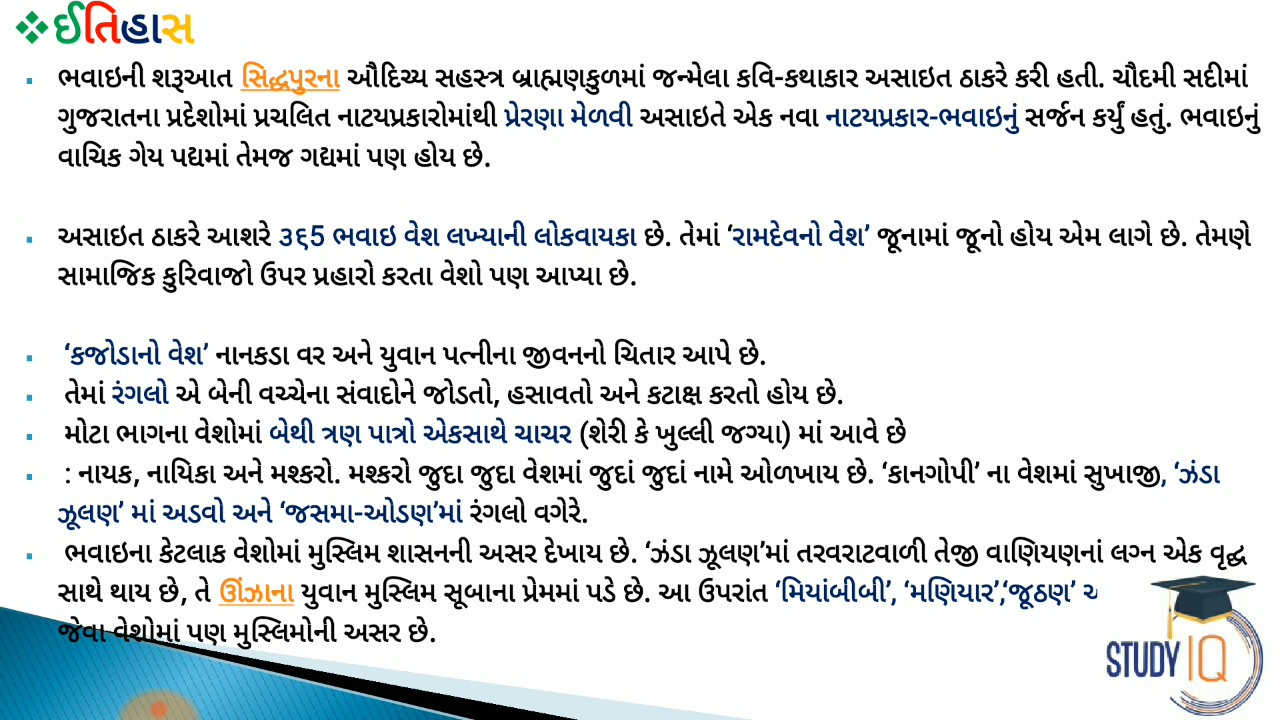 ❖ઈતિહાસ
▪ ભવાઇની શરૂઆત સિદ્ધપુરના ઔદિચ્ય સહસ્ત્ર બ્રાહ્મણકુળમાં જન્મેલા કવિ-કથાકાર અસાઇત ઠાકરે કરી હતી. ચૌદમી સદીમાં
ગુજરાતના પ્રદેશોમાં પ્રચલિત નાટયપ્રકારોમાંથી પ્રેરણા મેળવી અસાઇતે એક નવા નાટયપ્રકાર-ભવાઇનું સર્જન કર્યું હતું. ભવાઇનું
વાચિક ગેય પદ્યમાં તેમજ ગદ્યમાં પણ હોય છે.
▪ અસાઇત ઠાકરે આશરે ૩૬5 ભવાઇ વેશ લખ્યાની લોકવાયકા છે. તેમાં ‘રામદેવનો વેશ’ જૂનામાં જૂનો હોય એમ લાગે છે. તેમણે
સામાજિક કુરિવાજો ઉપર પ્રહારો કરતા વેશો પણ આપ્યા છે.
▪ ‘કજોડાનો વેશ’ નાનકડા વર અને યુવાન પત્નીના જીવનનો ચિતાર આપે છે.
▪ તેમાં રંગલો એ બેની વચ્ચેના સંવાદોને જોડતો, હસાવતો અને કટાક્ષ કરતો હોય છે.
▪ મોટા ભાગના વેશોમાં બેથી ત્રણ પાત્રો એકસાથે ચાચર (શેરી કે ખુલ્લી જગ્યા) માં આવે છે
▪ : નાયક, નાયિકા અને મશ્કરો. મશ્કરો જુદા જુદા વેશમાં જુદાં જુદાં નામે ઓળખાય છે. ‘કાનગોપી’ ના વેશમાં સુખાજી, ‘ઝંડા
ઝૂલણ’ માં અડવો અને ‘જસમા-ઓડણ’માં રંગલો વગેરે.
▪ ભવાઇના કેટલાક વેશોમાં મુસ્લિમ શાસનની અસર દેખાય છે. ‘ઝંડા ઝૂલણ’માં તરવરાટવાળી તેજી વાણિયણનાં લગ્ન એક વૃદ્ધ
સાથે થાય છે, તે ઊંઝાના યુવાન મુસ્લિમ સૂબાના પ્રેમમાં પડે છે. આ ઉપરાંત ‘મિયાંબીબી’, ‘મણિયાર’,‘જૂઠણ’
જેવા વેશોમાં પણ મુસ્લિમોની અસર છે.
STUDY IQ